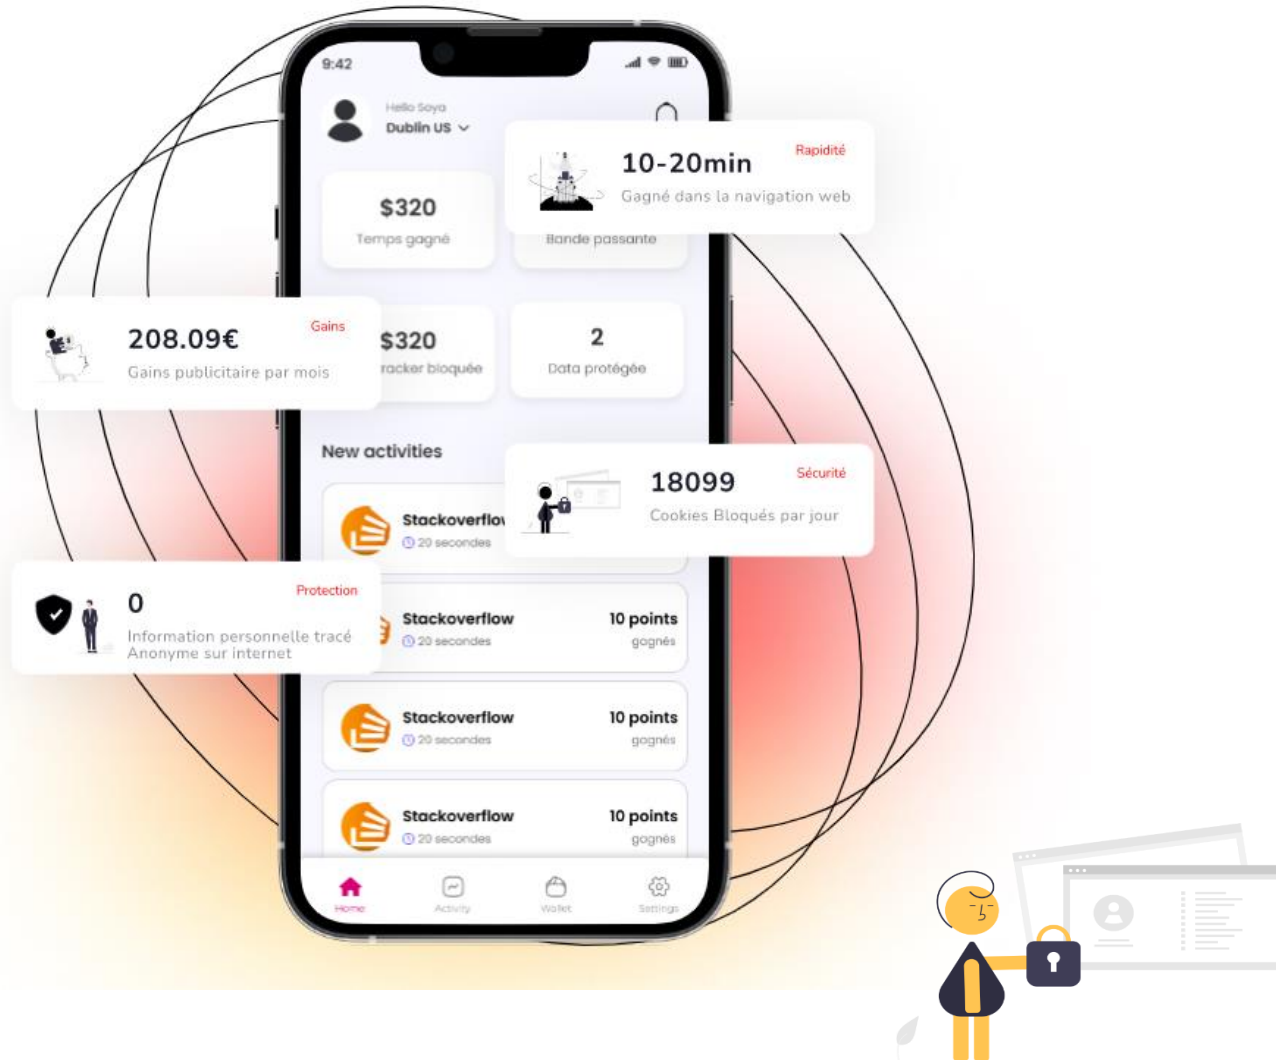 9:42
Hello Soya
Dublin US
Rapidité
10-20min
Gagné dans la navigation web
$320
Temps gagné
Bande passante
Gains
208.09€
Gains publicitaire par mois
$320
racker bloquée
2
Data protégée
New activities
Sécurité
18099
Cookies Bloqués par jour
Stackoverflow
20 secondes
Protection
0
Information personnelle tracé
Anonyme sur internet
Stackoverflow
20 secondes
10 points
gagnés
Stackoverflow
20 secondes
10 points
gagnés
Stackoverflow
20 secondes
10 points
gagnés
Home
Activity
Wallet
Settings